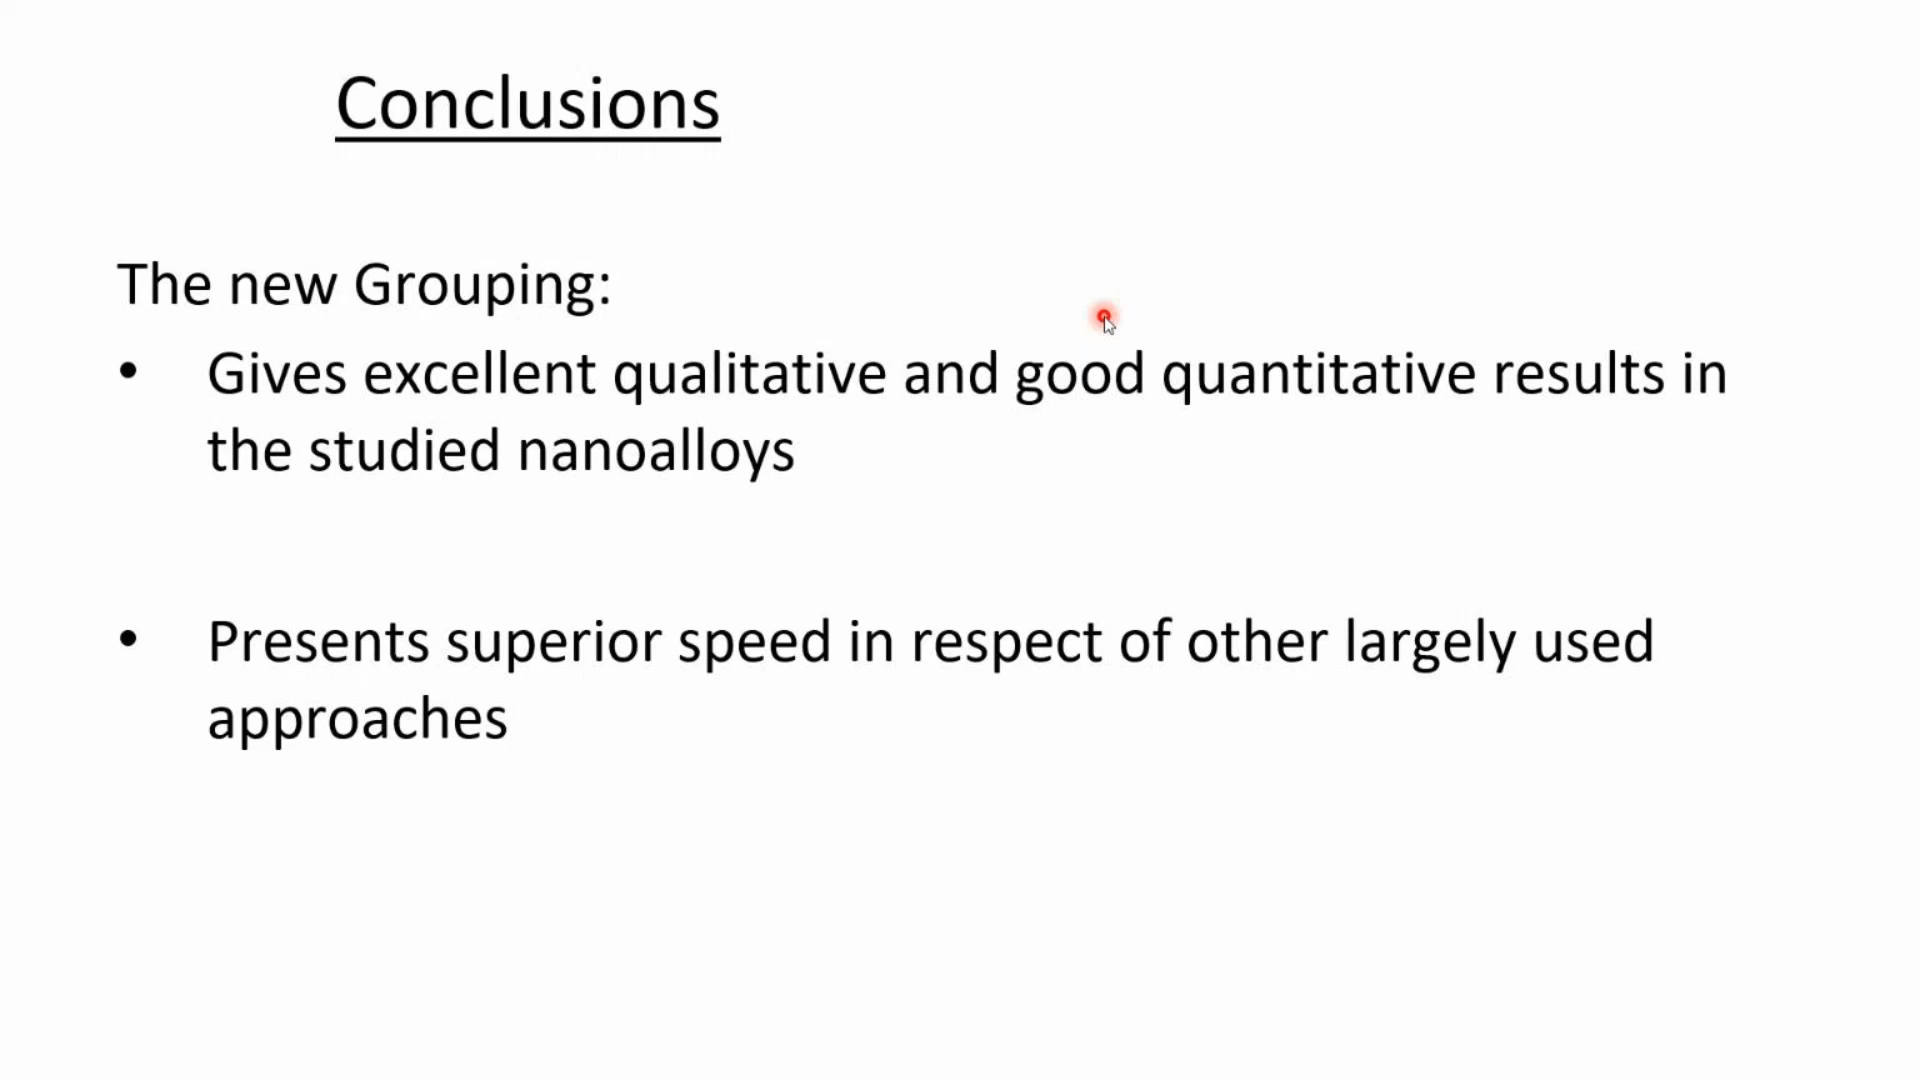 Conclusions
The new Grouping:
• Gives excellent qualitative and good quantitative results in
the studied nanoalloys
• Presents superior speed in respect of other largely used
approaches